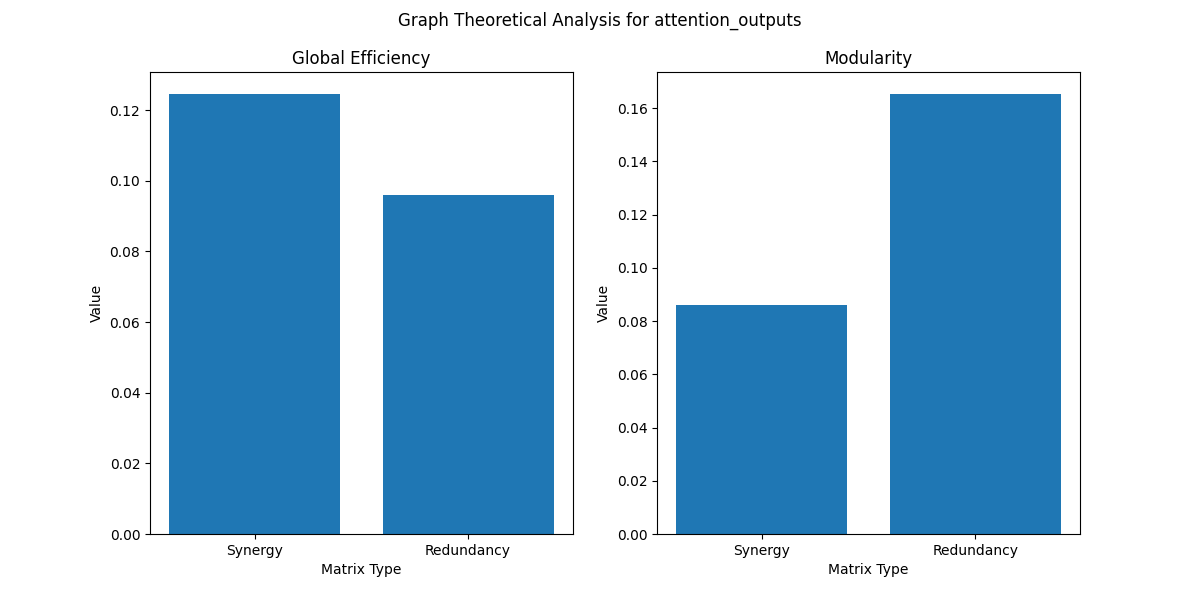 Graph Theoretical Analysis for attention_outputs
Global Efficiency
Value
0.12
0.10
0.08
0.06
0.04
0.02
0.00
Synergy
Redundancy
Matrix Type
Modularity
Value
0.16
0.14
0.12
0.10
0.08
0.06
0.04
0.02
0.00
Synergy
Redundancy
Matrix Type